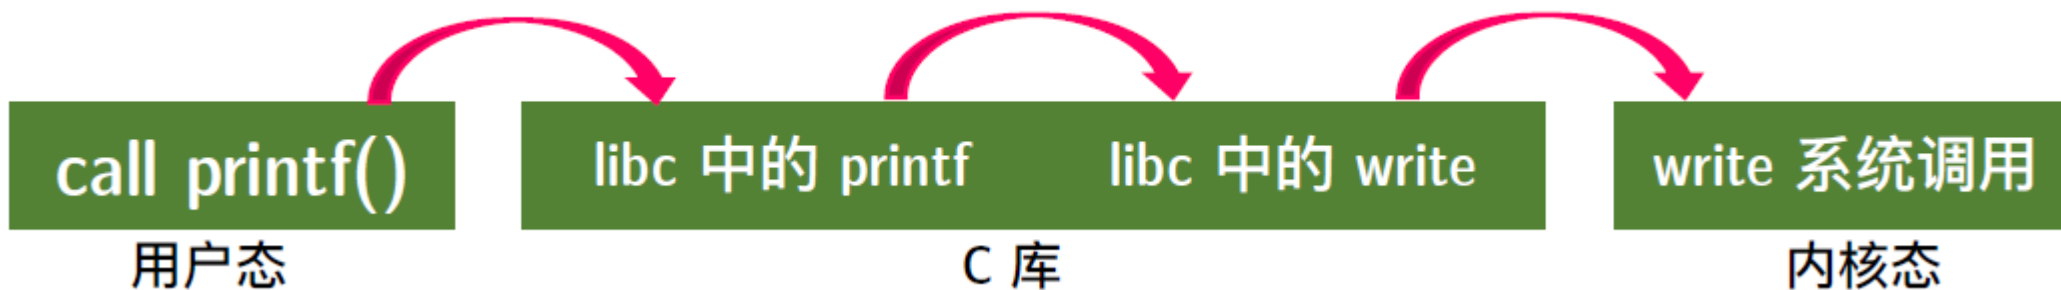 call printf() libc 中的 printf libc 中的 write write 系统调用
用户态 C 库 内核态